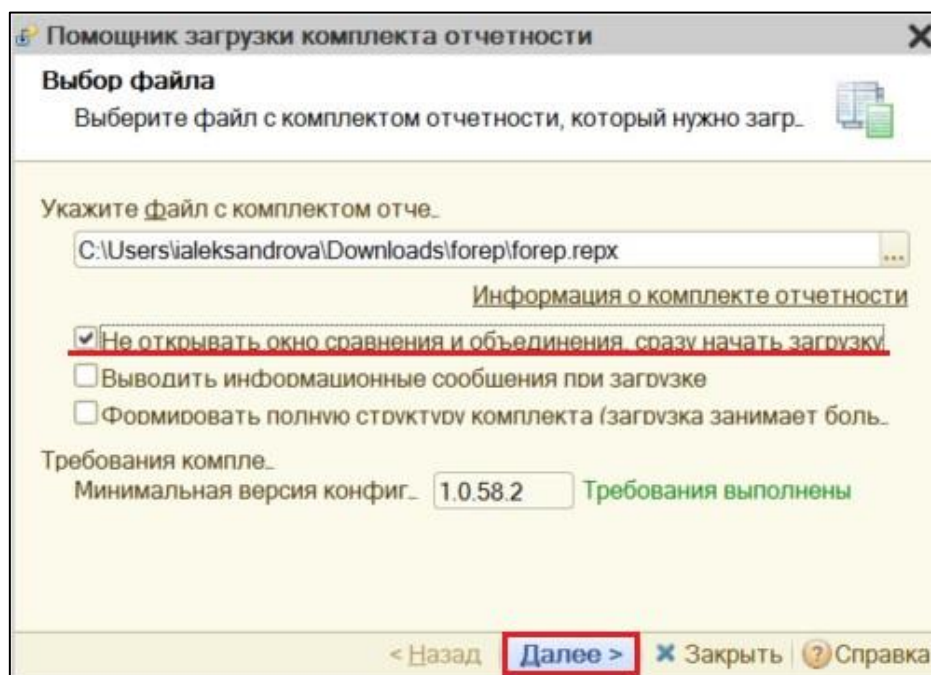 Помощник загрузки комплекта отчетности
Выбор файла
Выберите файл с комплектом отчетности, который нужно загр...
Укажите файл с комплектом отче...
C:\Users\ialeksandrova\Downloads\forep\forep.repx ...
Информация о комплекте отчетности
Не открывать окно сравнения и объединения, сразу начать загрузку
Выводить информационные сообщения при загрузке
Формировать полную структуру комплекта (загрузка занимает боль...
Требования компле...
Минимальная версия конфиг... 1.0.58.2 Требования выполнены
< Назад Далее > Закрыть ? Справка